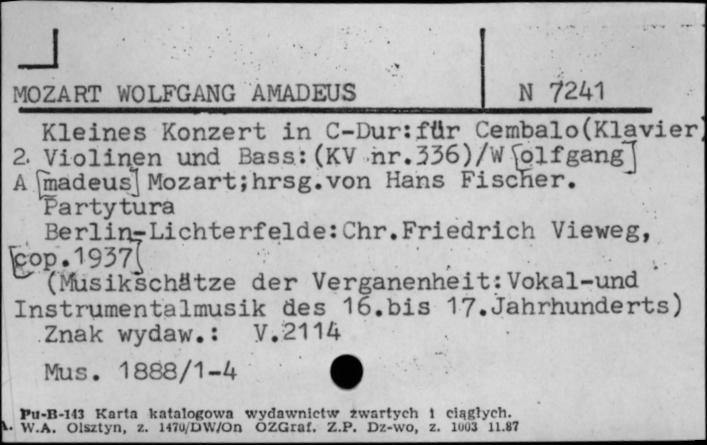 MOZART WOLFGANG AMADEUS N 7241
Kleines Konzert in C-Dur:für Cembalo(Klavier)
2. Violinen und Bass:(KV nr.336)/W[olfgang]
A[madeus] Mozart;hrsg.von Hans Fischer.
Partytura
Berlin-Lichterfelde:Chr.Friedrich Vieweg,
[cop.1937]
(Musikschätze der Verganenheit:Vokal-und
Instrumentalmusik des 16.bis 17.Jahrhunderts)
Znak wydaw.: V.2114
Mus. 1888/1-4
Pu-B-143 Karta katalogowa wydawnictw zwartych i ciągłych.
W.A. Olsztyn, z. 1470/DW/On OZGraf. Z.P. Dz-wo, z. 1003 11.87